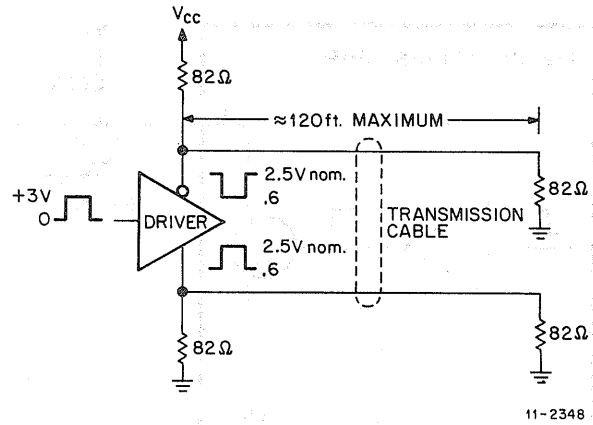 VCC
82Ω
≈120ft. MAXIMUM
2.5V nom.
.6
+3V
0
DRIVER
2.5V nom.
.6
TRANSMISSION
CABLE
82Ω
82Ω
82Ω
11-2348